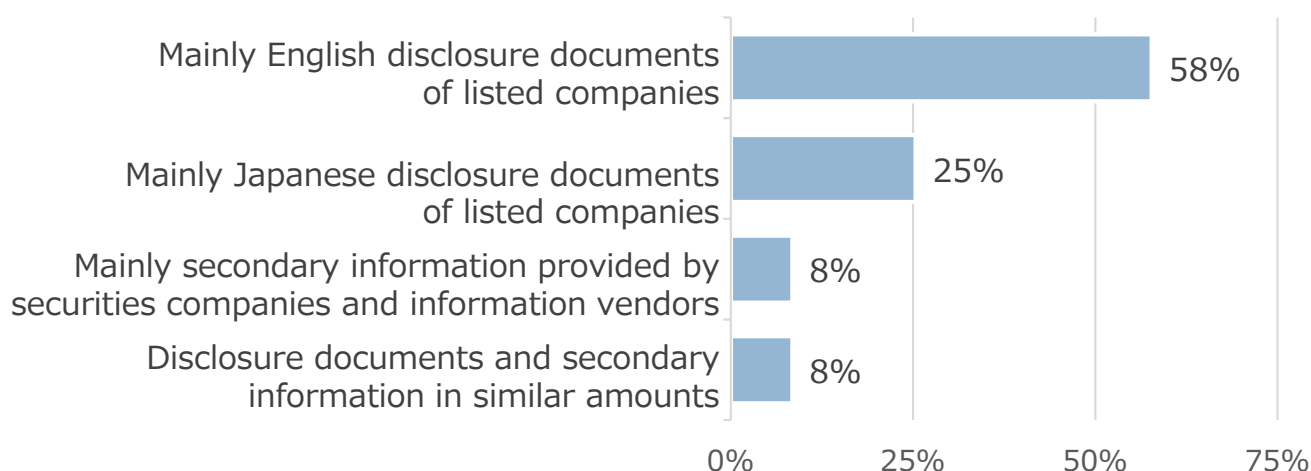 Mainly English disclosure documents
of listed companies
58%
Mainly Japanese disclosure documents
of listed companies
25%
Mainly secondary information provided by
securities companies and information vendors
8%
Disclosure documents and secondary
information in similar amounts
8%
0% 25% 50% 75%